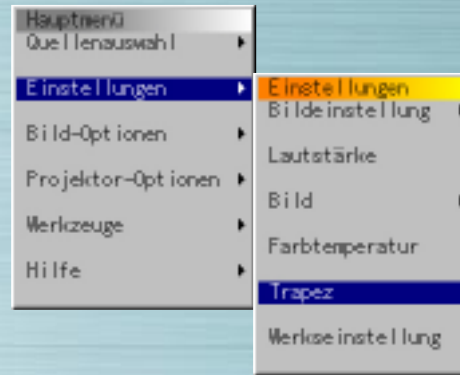 Hauptmenü
Quellenauswahl
Einstellungen
Bild-Optionen
Projektor-Optionen
Werkzeuge
Hilfe
Einstellungen
Bildeinstellung
Lautstärke
Bild
Farbtemperatur
Trapez
Werkseinstellung